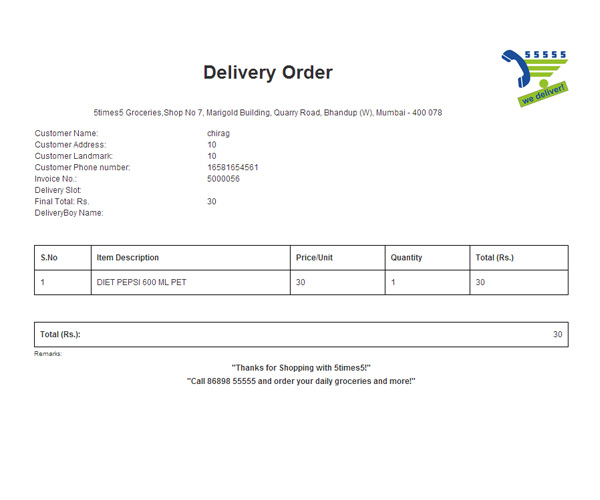 55555
we deliver!
Delivery Order
5times5 Groceries,Shop No 7, Marigold Building, Quarry Road, Bhandup (W), Mumbai - 400 078
Customer Name: chirag
Customer Address: 10
Customer Landmark: 10
Customer Phone number: 16581654561
Invoice No.: 5000056
Delivery Slot:
Final Total: Rs. 30
DeliveryBoy Name:
S.No Item Description Price/Unit Quantity Total (Rs.)
1 DIET PEPSI 600 ML PET 30 1 30
Total (Rs.): 30
Remarks:
"Thanks for Shopping with 5times5!"
"Call 86898 55555 and order your daily groceries and more!"